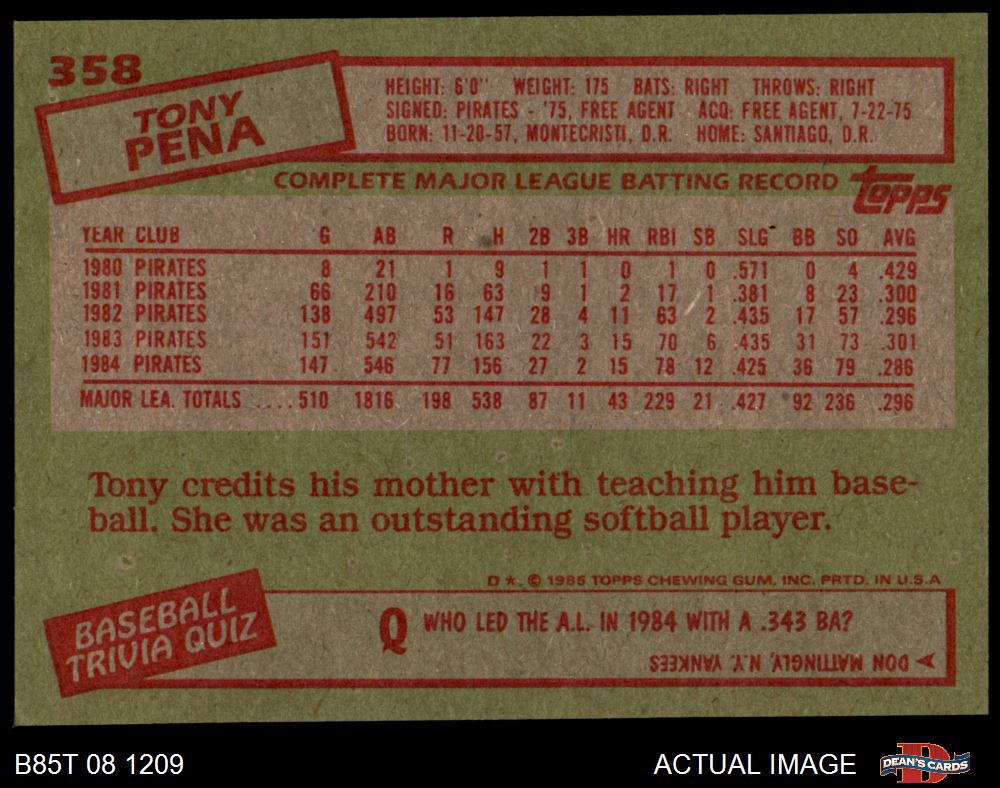 358
TONY
PENA
HEIGHT: 6'0" WEIGHT: 175 BATS: RIGHT THROWS: RIGHT
SIGNED: PIRATES - '75, FREE AGENT ACQ: FREE AGENT, 7-22-75
BORN: 11-20-57, MONTECRISTI, D.R. HOME: SANTIAGO, D.R.
COMPLETE MAJOR LEAGUE BATTING RECORD topps
YEAR CLUB G AB R H 2B 3B HR RBI SB SLG BB SO AVG
1980 PIRATES 8 21 1 9 1 1 0 1 0 .571 0 4 .429
1981 PIRATES 66 210 16 63 9 1 2 17 1 .381 8 23 .300
1982 PIRATES 138 497 53 147 28 4 11 63 2 .435 17 57 .296
1983 PIRATES 151 542 51 163 22 3 15 70 6 .435 31 73 .301
1984 PIRATES 147 546 77 156 27 2 15 78 12 .425 36 79 .286
MAJOR LEA. TOTALS .... 510 1816 198 538 87 11 43 229 21 .427 92 236 .296
Tony credits his mother with teaching him base-
ball. She was an outstanding softball player.
D*. © 1985 TOPPS CHEWING GUM, INC. PRTD. IN U.S.A
BASEBALL
TRIVIA QUIZ
Q WHO LED THE A.L. IN 1984 WITH A .343 BA?
DON MATTINGLY, N.Y. YANKEES
B85T 08 1209 ACTUAL IMAGE D DEAN'S CARDS